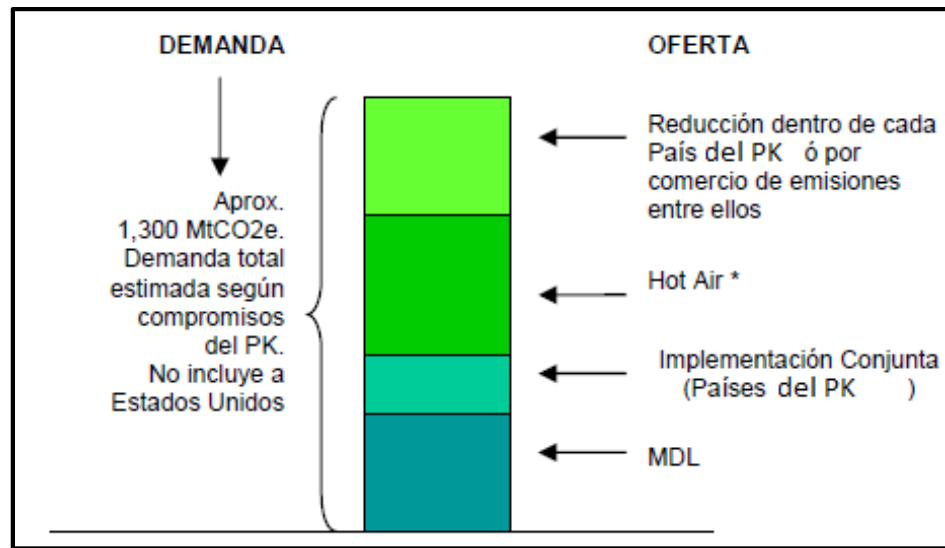 DEMANDA
Aprox.
1,300 MtCO2e.
Demanda total
estimada según
compromisos
del PK.
No incluye a
Estados Unidos
OFERTA
Reducción dentro de cada
País del PK ó por
comercio de emisiones
entre ellos
Hot Air *
Implementación Conjunta
(Países del PK )
MDL